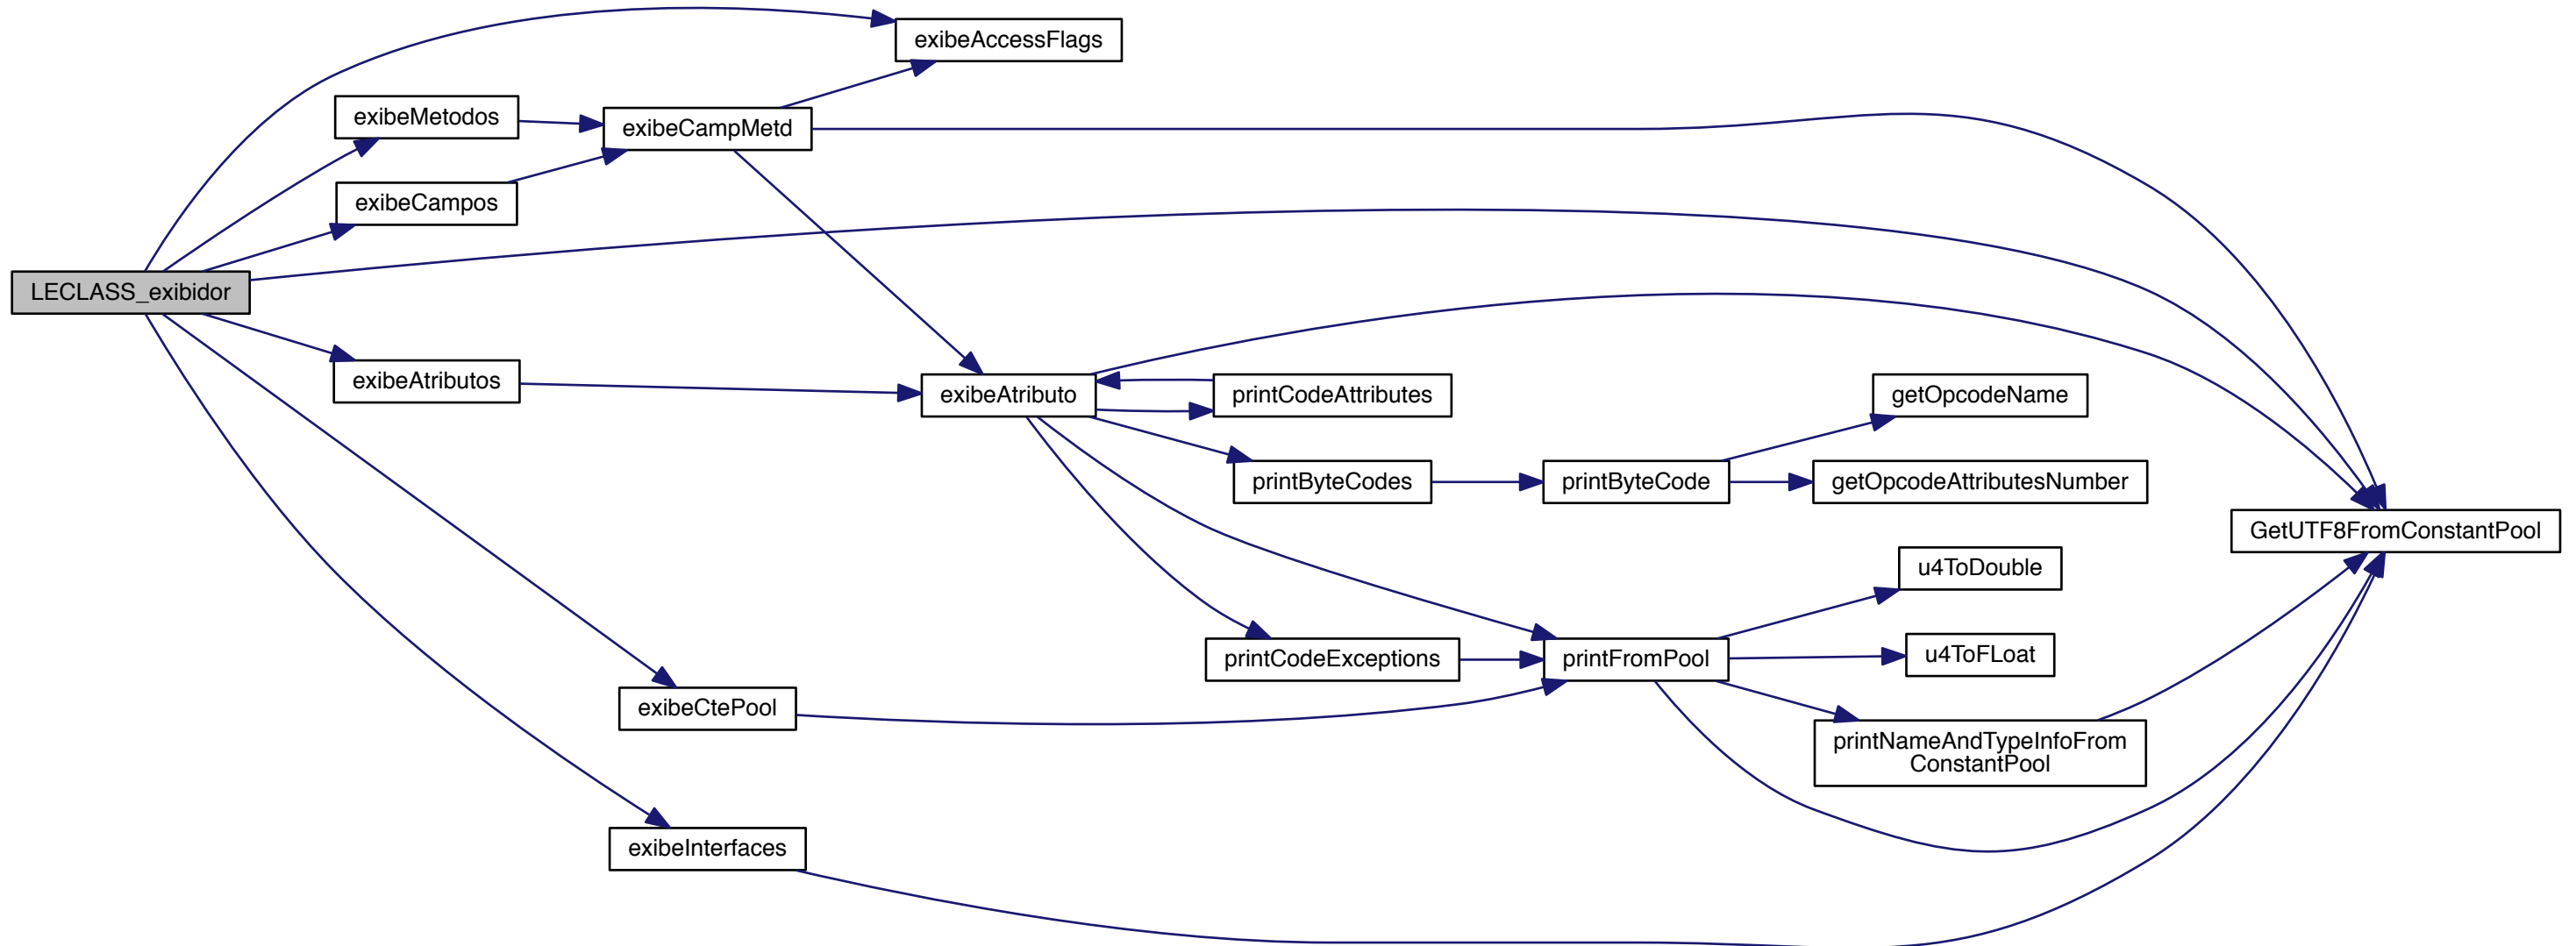 exibeAccessFlags
exibeMetodos
exibeCampMetd
exibeCampos
LECLASS_exibidor
exibeAtributos
exibeAtributo
printCodeAttributes
getOpcodeName
printByteCodes
printByteCode
getOpcodeAttributesNumber
GetUTF8FromConstantPool
u4ToDouble
printCodeExceptions
printFromPool
u4ToFLoat
exibeCtePool
printNameAndTypeInfoFrom
ConstantPool
exibeInterfaces